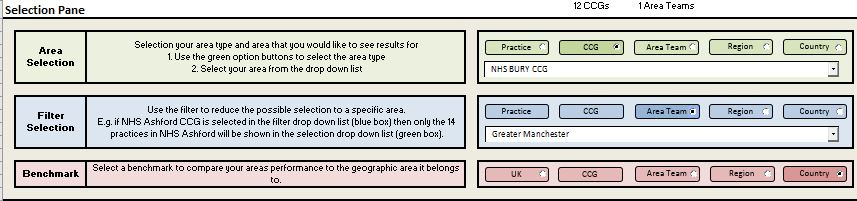 12 CCGs 1 Area Teams
Selection Pane
Area
Selection
Selection your area type and area that you would like to see results for
1. Use the green option buttons to select the area type
2. Select your area from the drop down list
Practice CCG Area Team Region Country
NHS BURY CCG
Filter
Selection
Use the filter to reduce the possible selection to a specific area.
E.g. if NHS Ashford CCG is selected in the filter drop down list (blue box) then only the 14
practices in NHS Ashford will be shown in the selection drop down list (green box).
Practice CCG Area Team Region Country
Greater Manchester
Benchmark
Select a benchmark to compare your areas performance to the geographic area it belongs
to.
UK CCG Area Team Region Country